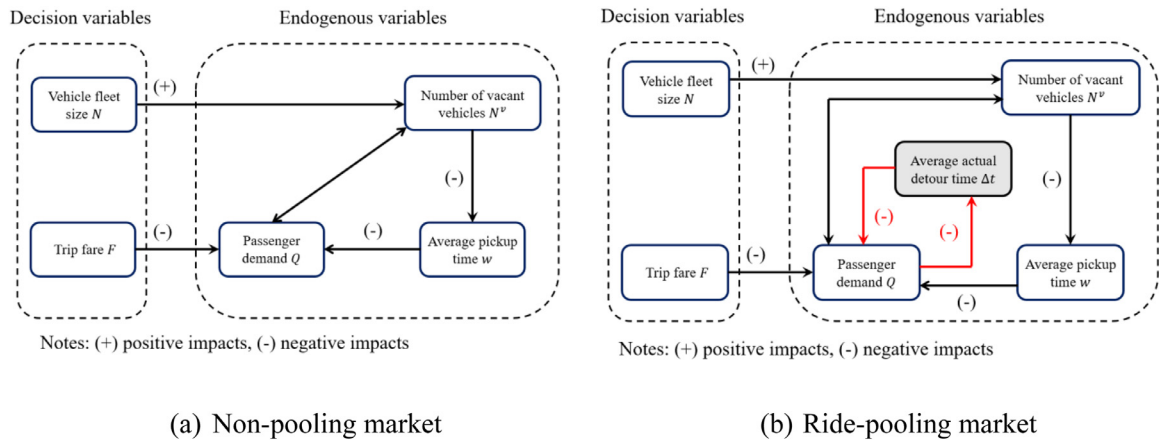 Decision variables
Endogenous variables
Vehicle fleet
size N
(+)
Number of vacant
vehicles Nᵛ
(-)
Trip fare F
(-)
Passenger
demand Q
(-)
Average pickup
time w
Notes: (+) positive impacts, (-) negative impacts
(a) Non-pooling market
Decision variables
Endogenous variables
Vehicle fleet
size N
(+)
Number of vacant
vehicles Nᵛ
Average actual
detour time Δt
(-)
(-)
(-)
Trip fare F
(-)
Passenger
demand Q
Average pickup
time w
(-)
Notes: (+) positive impacts, (-) negative impacts
(b) Ride-pooling market